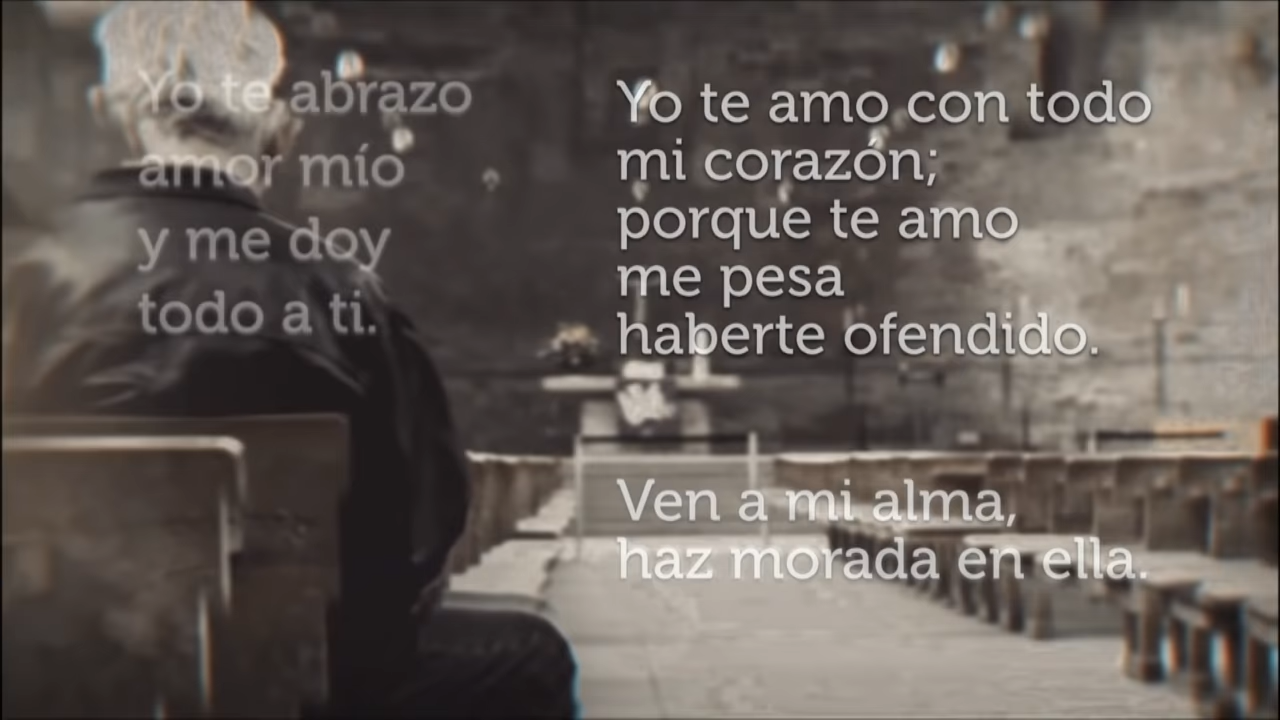 Yo te abrazo
amor mío
y me doy
todo a ti.
Yo te amo con todo
mi corazón;
porque te amo
me pesa
haberte ofendido.
Ven a mi alma,
haz morada en ella.